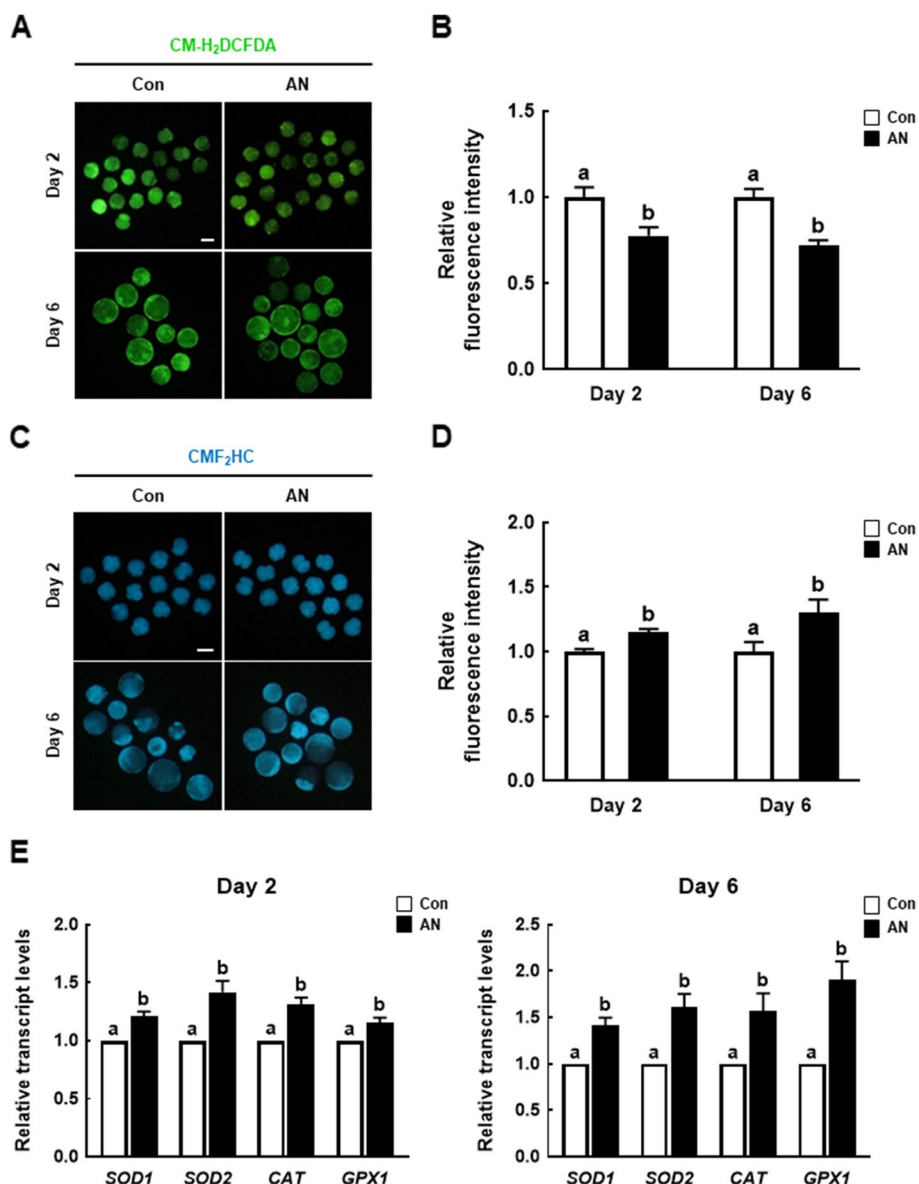 A
CM-H₂DCFDA
Con AN
Day 2
Day 6
B
Relative
fluorescence intensity
1.5
1.0
0.5
0.0
a b a b
Day 2 Day 6
Con
AN
C
CMF₂HC
Con AN
Day 2
Day 6
D
Relative
fluorescence intensity
2.0
1.5
1.0
0.5
0.0
a b a b
Day 2 Day 6
Con
AN
E
Day 2
Con
AN
Relative transcript levels
2.0
1.5
1.0
0.5
0.0
a b a b a b a b
SOD1 SOD2 CAT GPX1
Day 6
Con
AN
Relative transcript levels
2.5
2.0
1.5
1.0
0.5
0.0
a b a b a b a b
SOD1 SOD2 CAT GPX1